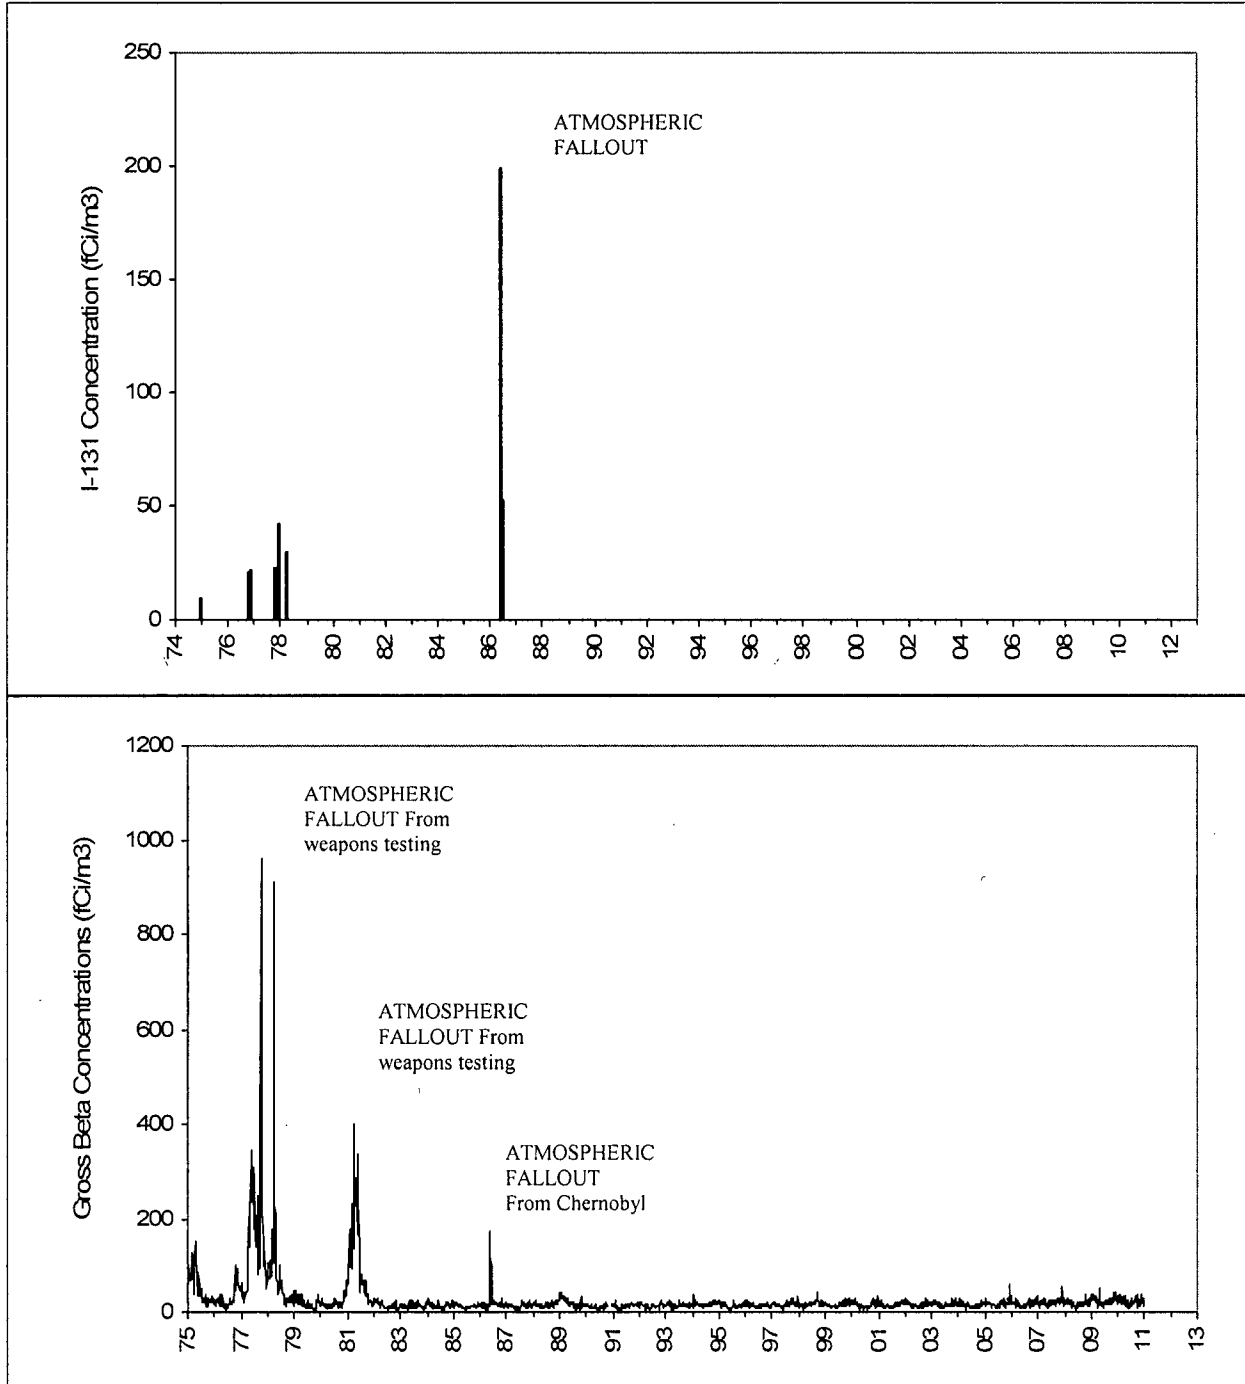 250
200
150
100
50
0
I-131 Concentration (fCi/m3)
ATMOSPHERIC
FALLOUT
74 76 78 80 82 84 86 88 90 92 94 96 98 00 02 04 06 08 10 12
1200
1000
800
600
400
200
0
Gross Beta Concentrations (fCi/m3)
ATMOSPHERIC
FALLOUT From
weapons testing
ATMOSPHERIC
FALLOUT From
weapons testing
ATMOSPHERIC
FALLOUT
From Chernobyl
75 77 79 81 83 85 87 89 91 93 95 97 99 01 03 05 07 09 11 13